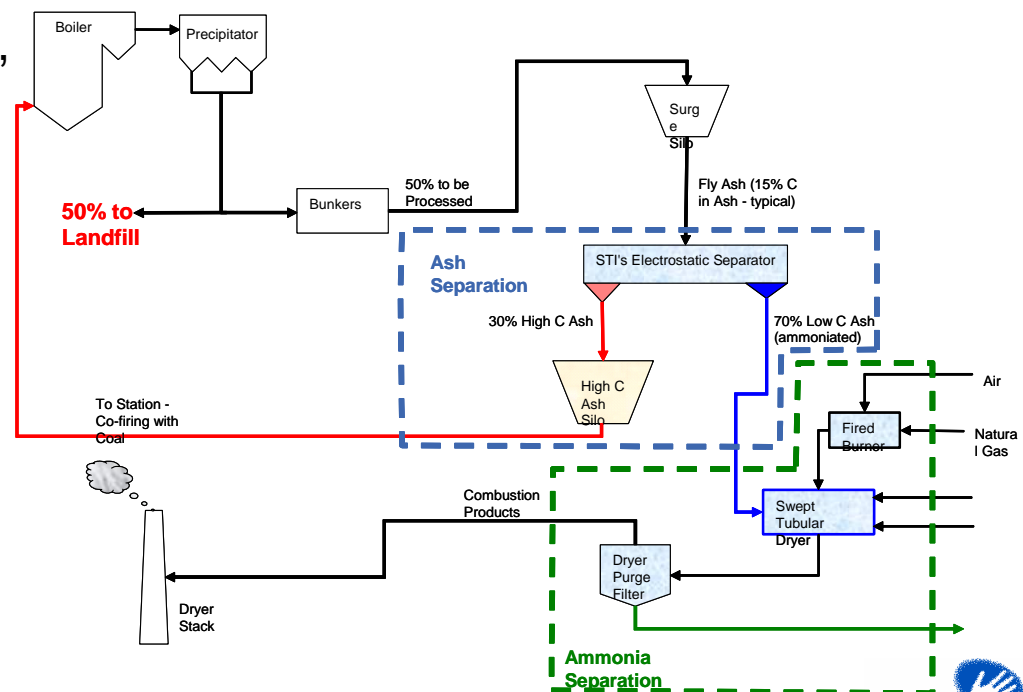 ,
Boiler
Precipitator
Surg
e
Silo
50% to be
Processed
Fly Ash (15% C
in Ash - typical)
Bunkers
50% to
Landfill
STI's Electrostatic Separator
Ash
Separation
30% High C Ash
70% Low C Ash
(ammoniated)
High C
Ash
Silo
Air
To Station -
Co-firing with
Coal
Fired
Burner
Natura
l Gas
Combustion
Products
Swept
Tubular
Dryer
Dryer
Purge
Filter
Dryer
Stack
Ammonia
Separation